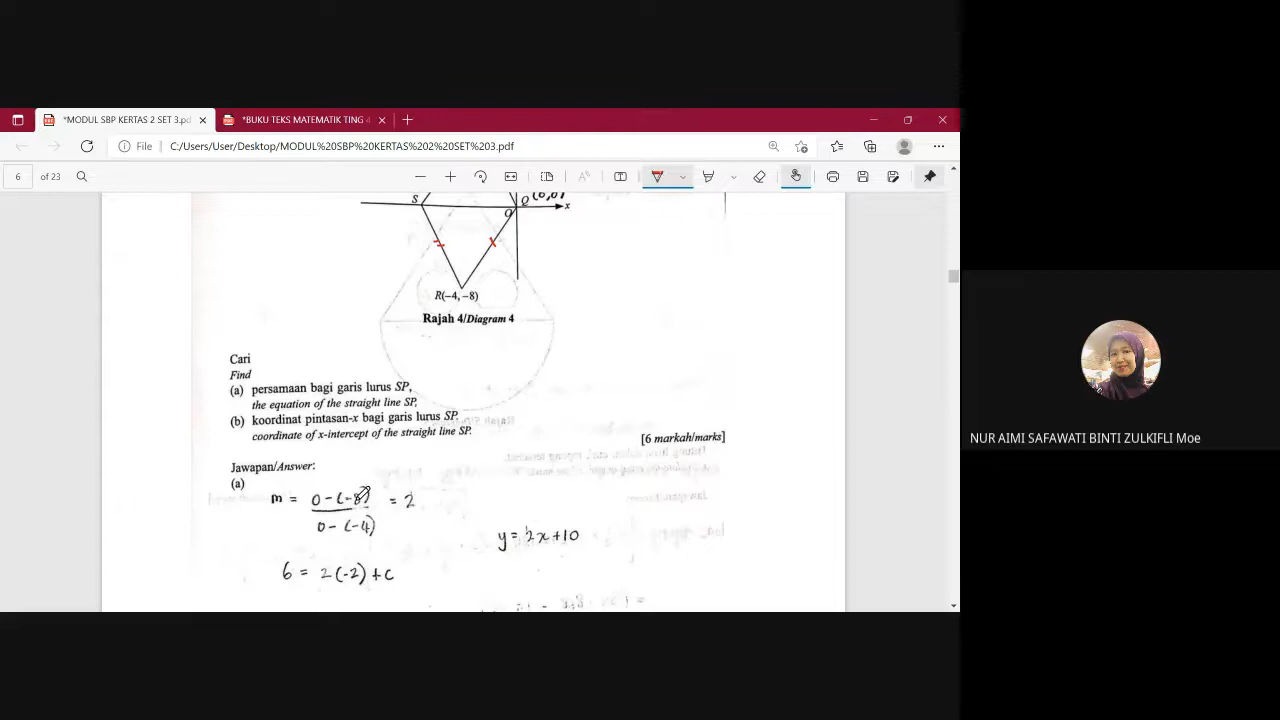 *MODUL SBP KERTAS 2 SET 3.pd
*BUKU TEKS MATEMATIK TING 4
File
C:/Users/User/Desktop/MODUL%20SBP%20KERTAS%202%20SET%203.pdf
6 of 23
S
Q (0,0)
O
x
R(−4, −8)
Rajah 4/Diagram 4
Cari
Find
(a) persamaan bagi garis lurus SP,
the equation of the straight line SP,
(b) koordinat pintasan-x bagi garis lurus SP.
coordinate of x-intercept of the straight line SP.
[6 markah/marks]
Jawapan/Answer:
(a)
m = 0 - (-8) / 0 - (-4) = 2
y = 2x + 10
6 = 2(-2) + c
NUR AIMI SAFAWATI BINTI ZULKIFLI Moe